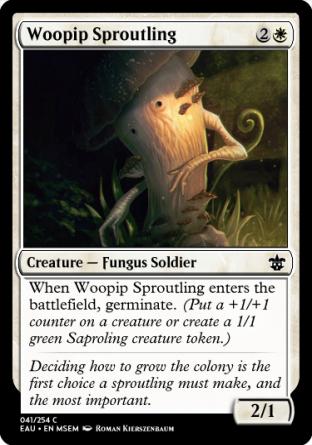 Woopip Sproutling 2
Creature — Fungus Soldier
When Woopip Sproutling enters the
battlefield, germinate. (Put a +1/+1
counter on a creature or create a 1/1
green Saproling creature token.)
Deciding how to grow the colony is the
first choice a sproutling must make, and
the most important.
2/1
041/254 C
EAU • EN MSEM Roman Kierszenbaum